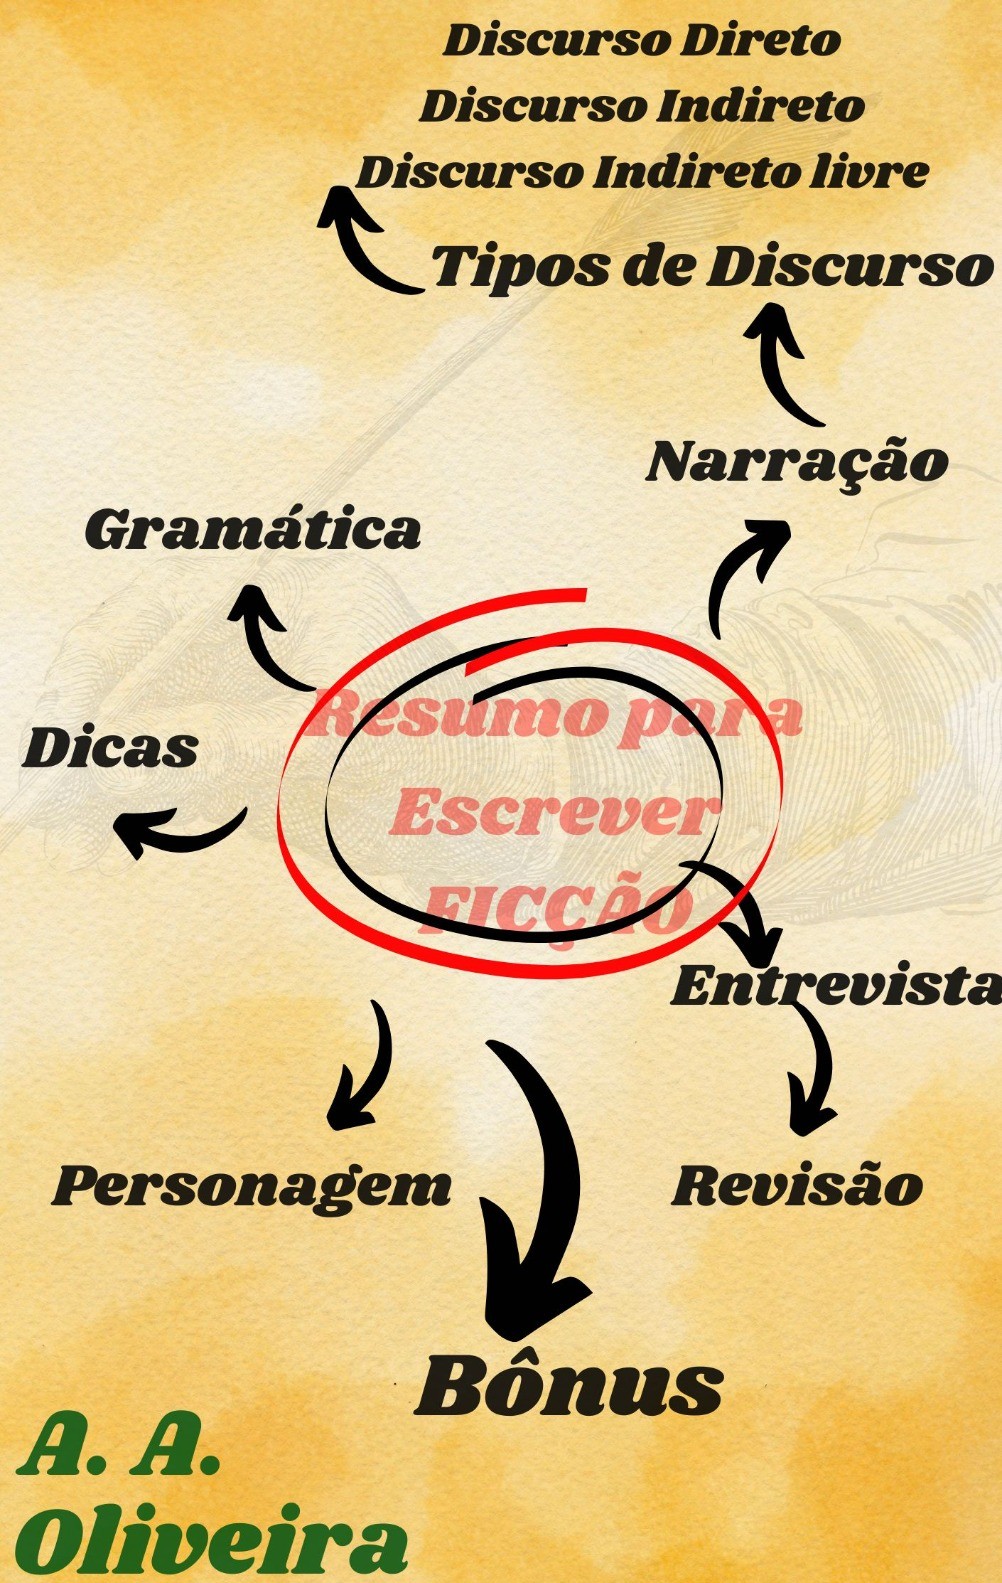 Discurso Direto
Discurso Indireto
Discurso Indireto livre
Tipos de Discurso
Narração
Gramática
Resumo para
Dicas
Escrever
FICÇÃO
Entrevista
Personagem
Revisão
Bônus
A. A.
Oliveira